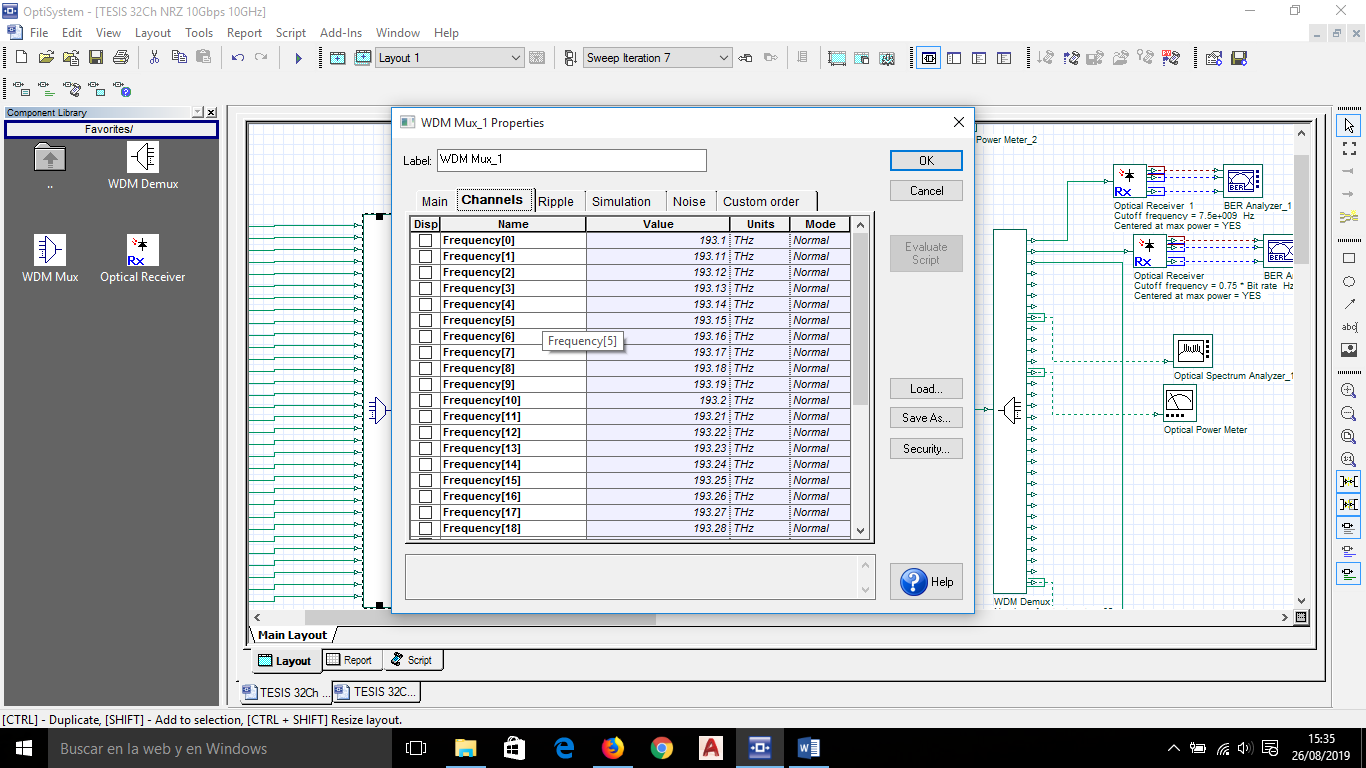 OptiSystem - [TESIS 32Ch NRZ 10Gbps 10GHz]
File Edit View Layout Tools Report Script Add-Ins Window Help
Layout 1
Sweep Iteration 7
Component Library
Favorites/
..
WDM Demux
WDM Mux
Optical Receiver
WDM Mux_1 Properties
Label: WDM Mux_1
OK
Cancel
Evaluate
Script
Load...
Save As...
Security...
Help
Main Channels Ripple Simulation Noise Custom order
Disp Name Value Units Mode
Frequency[0] 193.1 THz Normal
Frequency[1] 193.11 THz Normal
Frequency[2] 193.12 THz Normal
Frequency[3] 193.13 THz Normal
Frequency[4] 193.14 THz Normal
Frequency[5] 193.15 THz Normal
Frequency[6] 193.16 THz Normal
Frequency[7] 193.17 THz Normal
Frequency[8] 193.18 THz Normal
Frequency[9] 193.19 THz Normal
Frequency[10] 193.2 THz Normal
Frequency[11] 193.21 THz Normal
Frequency[12] 193.22 THz Normal
Frequency[13] 193.23 THz Normal
Frequency[14] 193.24 THz Normal
Frequency[15] 193.25 THz Normal
Frequency[16] 193.26 THz Normal
Frequency[17] 193.27 THz Normal
Frequency[18] 193.28 THz Normal
Frequency[5]
Power Meter_2
Rx
BER
Optical Receiver_1 BER Analyzer_1
Cutoff frequency = 7.5e+009 Hz
Centered at max power = YES
Rx
BER
Optical Receiver BER A
Cutoff frequency = 0.75 * Bit rate Hz
Centered at max power = YES
Optical Spectrum Analyzer_1
Optical Power Meter
WDM Demux
abc
1:1
Main Layout
Layout Report Script
TESIS 32Ch ... TESIS 32C...
[CTRL] - Duplicate, [SHIFT] - Add to selection, [CTRL + SHIFT] Resize layout.
Buscar en la web y en Windows
15:35
26/08/2019